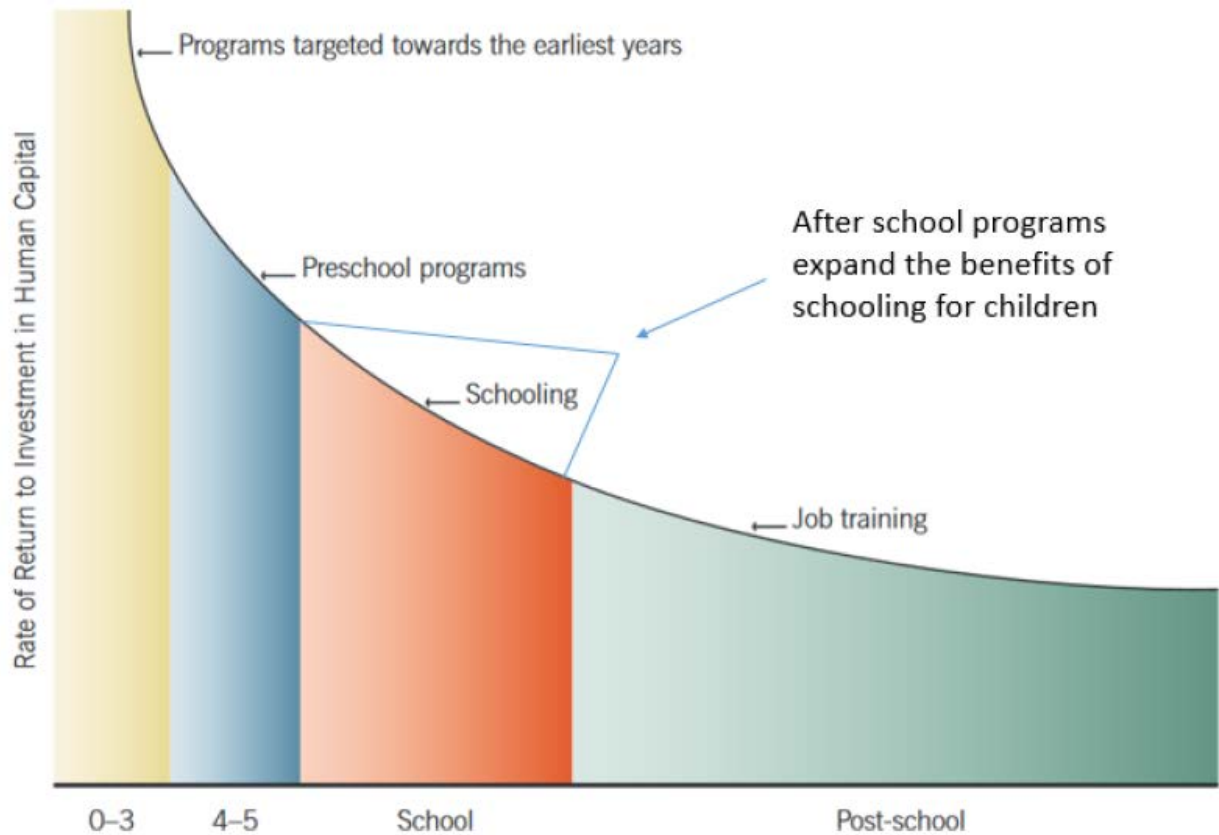 Programs targeted towards the earliest years
Rate of Return to Investment in Human Capital
After school programs
expand the benefits of
schooling for children
Preschool programs
Schooling
Job training
0–3
4–5
School
Post-school